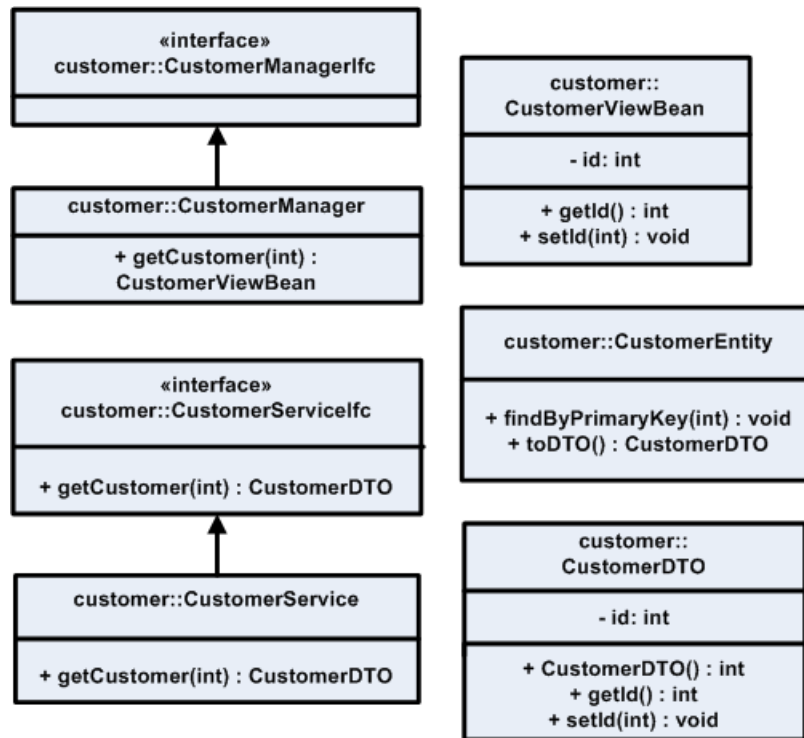 «interface»
customer::CustomerManagerIfc
customer::CustomerManager
+ getCustomer(int) :
CustomerViewBean
«interface»
customer::CustomerServiceIfc
+ getCustomer(int) : CustomerDTO
customer::CustomerService
+ getCustomer(int) : CustomerDTO
customer::
CustomerViewBean
- id: int
+ getId() : int
+ setId(int) : void
customer::CustomerEntity
+ findByPrimaryKey(int) : void
+ toDTO() : CustomerDTO
customer::
CustomerDTO
- id: int
+ CustomerDTO() : int
+ getId() : int
+ setId(int) : void